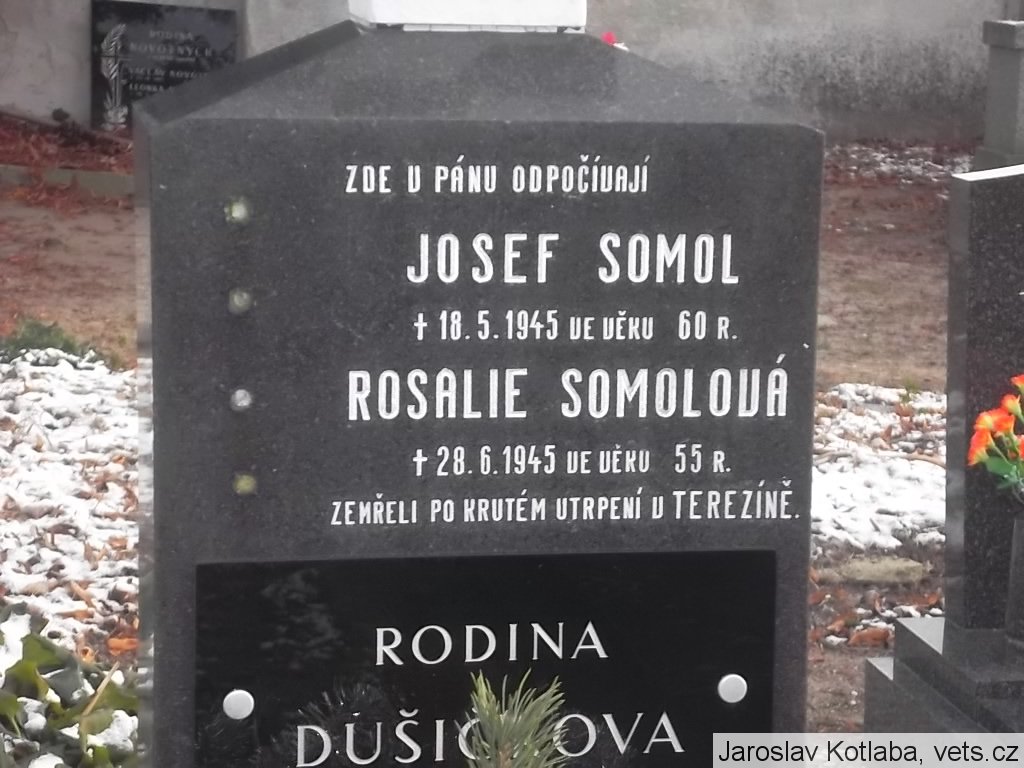 RODINA
ZDE V PÁNU ODPOČÍVAJÍ
JOSEF SOMOL
✝ 18.5.1945 VE VĚKU 60 R.
ROSALIE SOMOLOVÁ
✝ 28.6.1945 VE VĚKU 55 R.
ZEMŘELI PO KRUTÉM UTRPENÍ V TEREZÍNĚ.
RODINA
Jaroslav Kotlaba, vets.cz